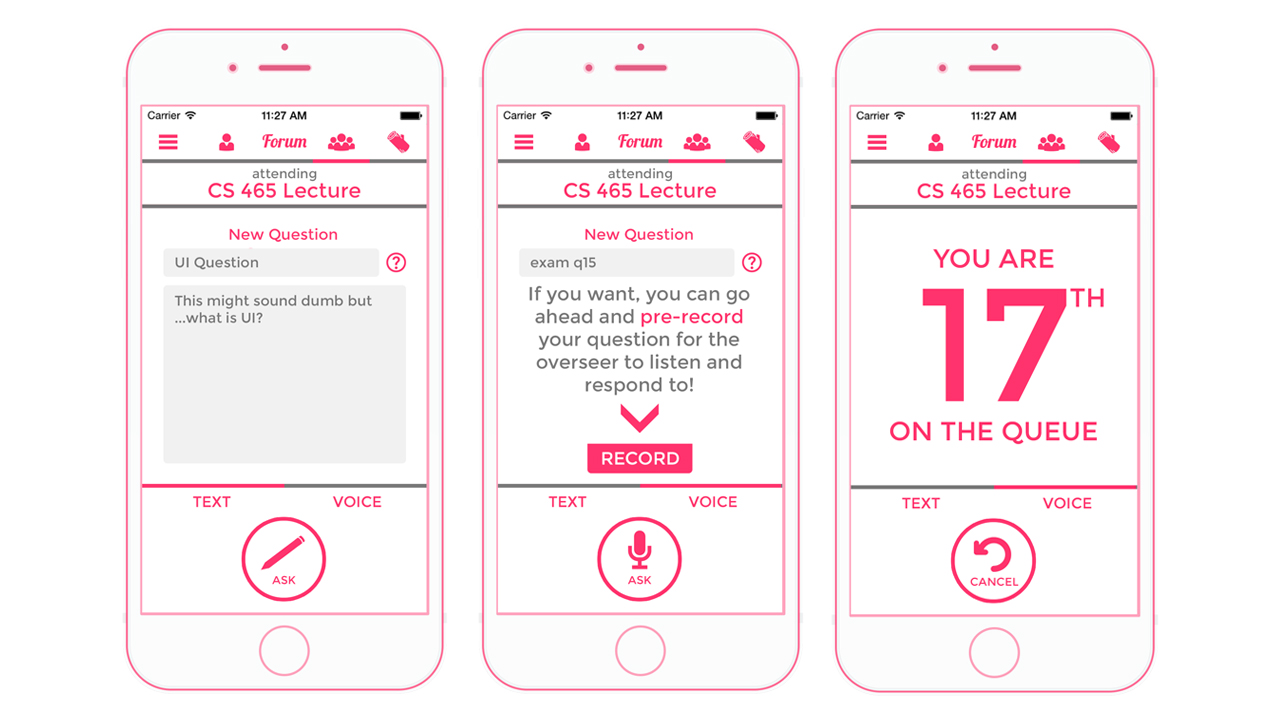 Carrier 11:27 AM
Forum
attending
CS 465 Lecture
New Question
UI Question
This might sound dumb but
...what is UI?
TEXT VOICE
ASK
Carrier 11:27 AM
Forum
attending
CS 465 Lecture
New Question
exam q15
If you want, you can go
ahead and pre-record
your question for the
overseer to listen and
respond to!
RECORD
TEXT VOICE
ASK
Carrier 11:27 AM
Forum
attending
CS 465 Lecture
YOU ARE
17TH
ON THE QUEUE
TEXT VOICE
CANCEL